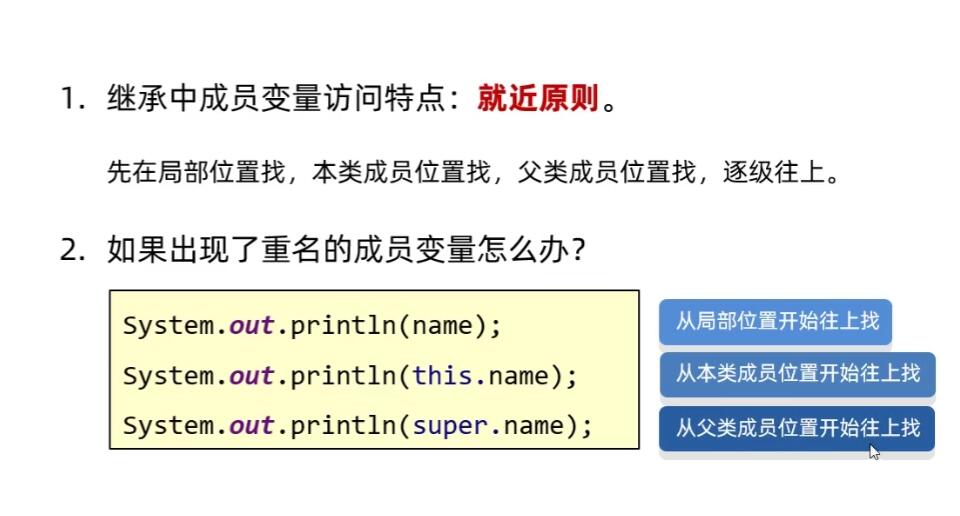 1. 继承中成员变量访问特点：就近原则。
先在局部位置找，本类成员位置找，父类成员位置找，逐级往上。
2. 如果出现了重名的成员变量怎么办？
System.out.println(name);
从局部位置开始往上找
System.out.println(this.name);
从本类成员位置开始往上找
System.out.println(super.name);
从父类成员位置开始往上找